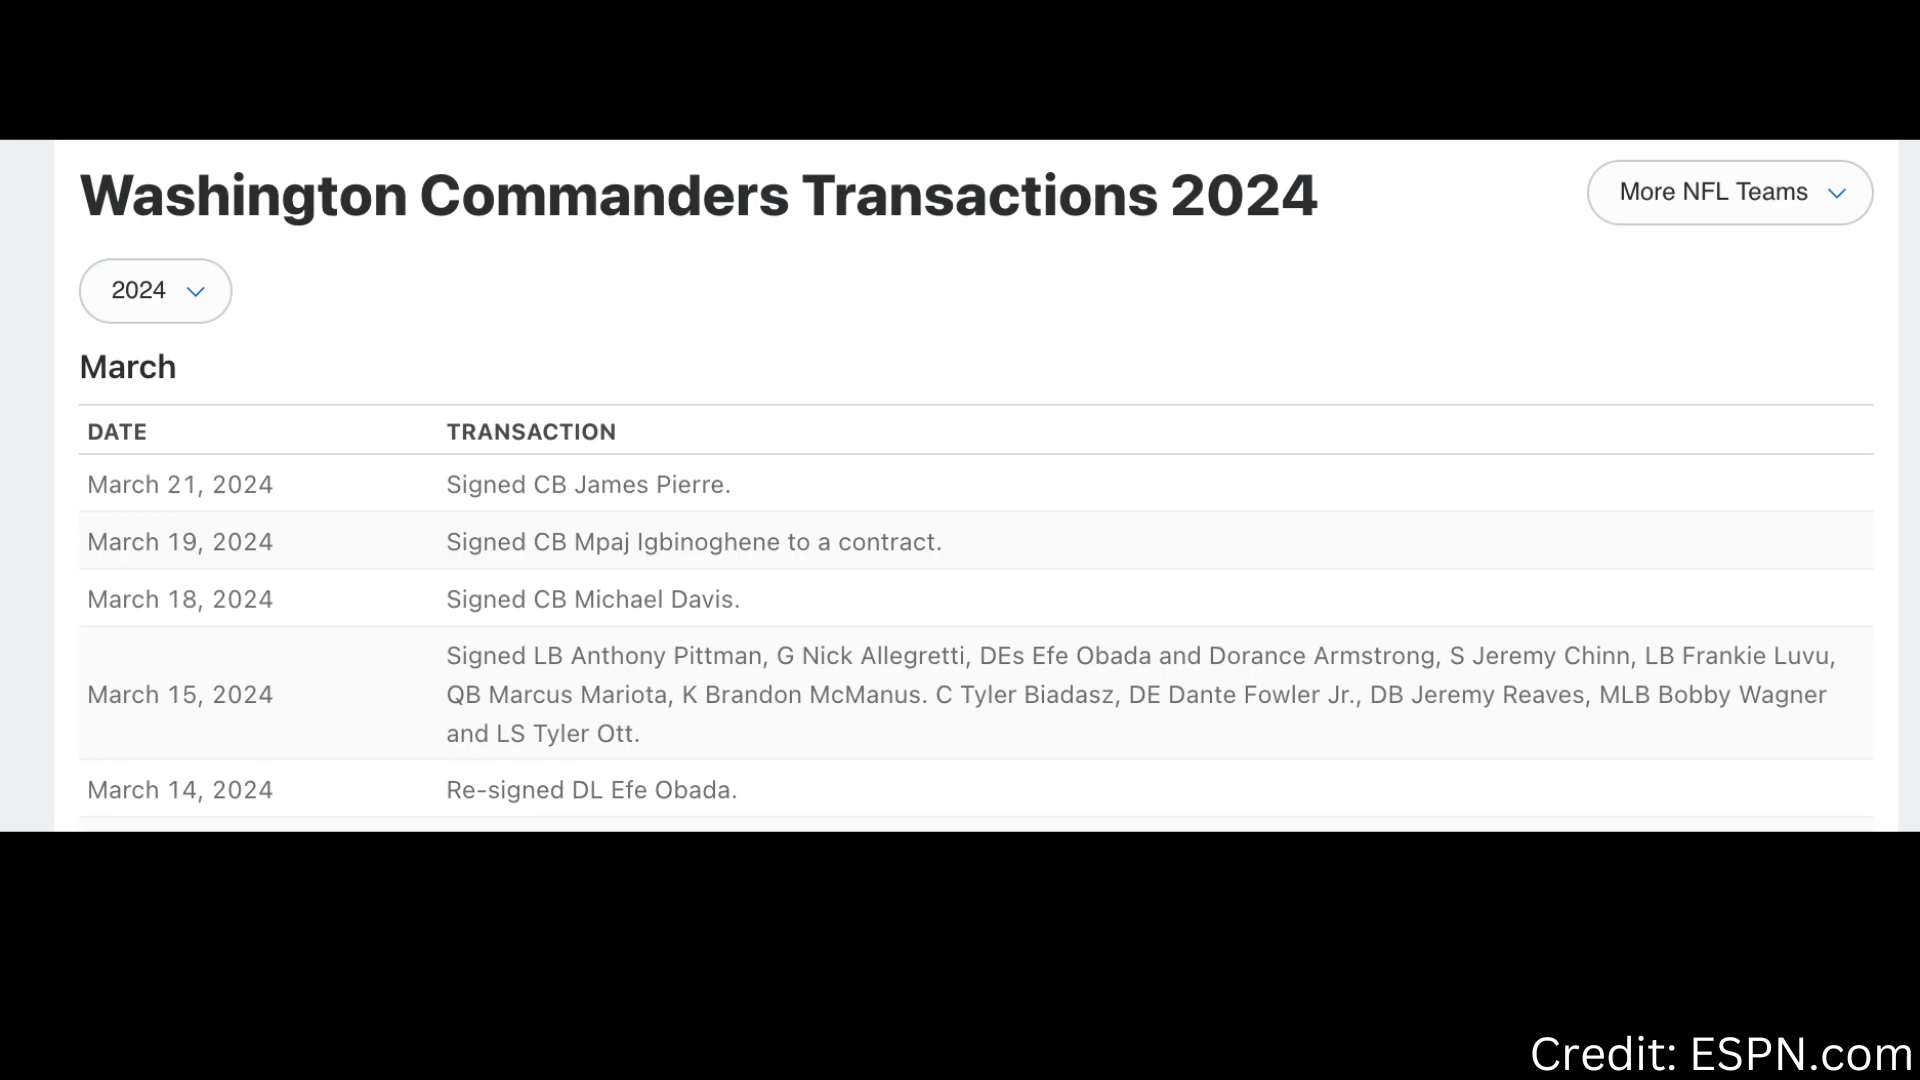 Washington Commanders Transactions 2024
More NFL Teams
2024
March
DATE TRANSACTION
March 21, 2024 Signed CB James Pierre.
March 19, 2024 Signed CB Mpaj Igbinoghene to a contract.
March 18, 2024 Signed CB Michael Davis.
March 15, 2024 Signed LB Anthony Pittman, G Nick Allegretti, DEs Efe Obada and Dorance Armstrong, S Jeremy Chinn, LB Frankie Luvu,
QB Marcus Mariota, K Brandon McManus. C Tyler Biadasz, DE Dante Fowler Jr., DB Jeremy Reaves, MLB Bobby Wagner
and LS Tyler Ott.
March 14, 2024 Re-signed DL Efe Obada.
Credit: ESPN.com